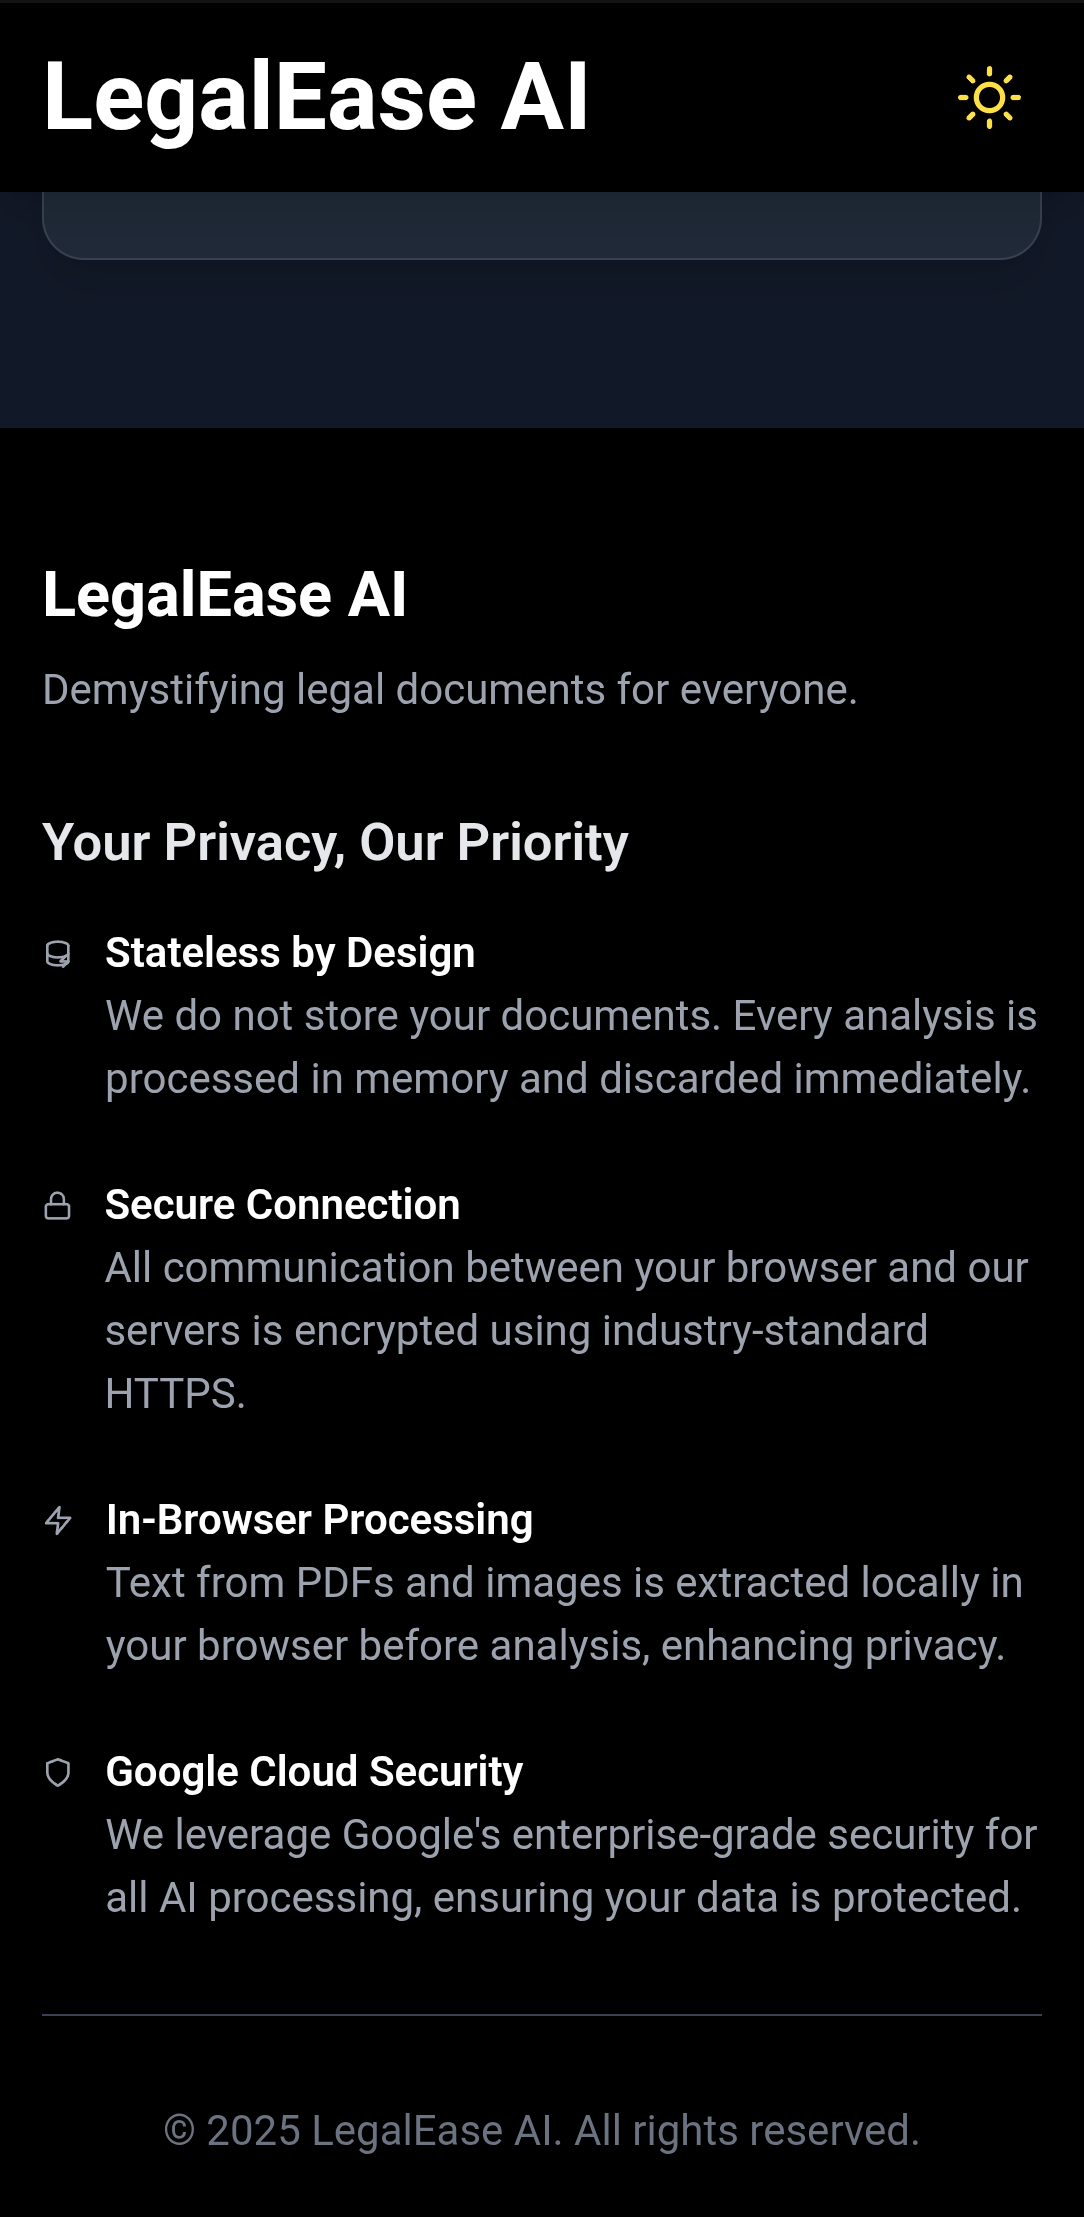 LegalEase AI
LegalEase AI
Demystifying legal documents for everyone.
Your Privacy, Our Priority
Stateless by Design
We do not store your documents. Every analysis is
processed in memory and discarded immediately.
Secure Connection
All communication between your browser and our
servers is encrypted using industry-standard
HTTPS.
In-Browser Processing
Text from PDFs and images is extracted locally in
your browser before analysis, enhancing privacy.
Google Cloud Security
We leverage Google's enterprise-grade security for
all AI processing, ensuring your data is protected.
© 2025 LegalEase AI. All rights reserved.